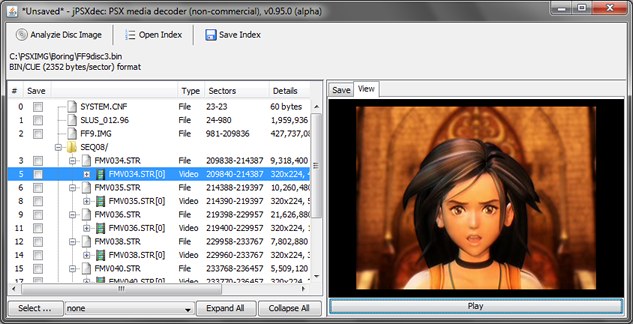 *Unsaved* - jPSXdec: PSX media decoder (non-commercial), v0.95.0 (alpha)
Analyzie Disc Image Open Index Save Index
C:\PSXIMG\Boring\FF9disc3.bin
BIN/CUE (2352 bytes/sector) format
# Save Type Sectors Details
0 SYSTEM.CNF File 23-23 60 bytes
1 SLUS_012.96 File 24-980 1,959,936
2 FF9.IMG File 981-209836 437,737,08
SEQ08/
3 FMV034.STR File 209838-214387 9,318,400
5 FMV034.STR[0] Video 209840-214387 320x224, 4
6 FMV035.STR File 214388-219397 10,260,480
8 FMV035.STR[0] Video 214390-219397 320x224, 5
9 FMV036.STR File 219398-229957 21,626,880
11 FMV036.STR[0] Video 219400-229957 320x224, 1
12 FMV038.STR File 229958-233767 7,802,880
14 FMV038.STR[0] Video 229960-233767 320x224, 3
15 FMV040.STR File 233768-236457 5,509,120
17 FMV040.STR[0] Video 233770-236457 320x224,
Select ... none Expand All Collapse All
Save View
Play